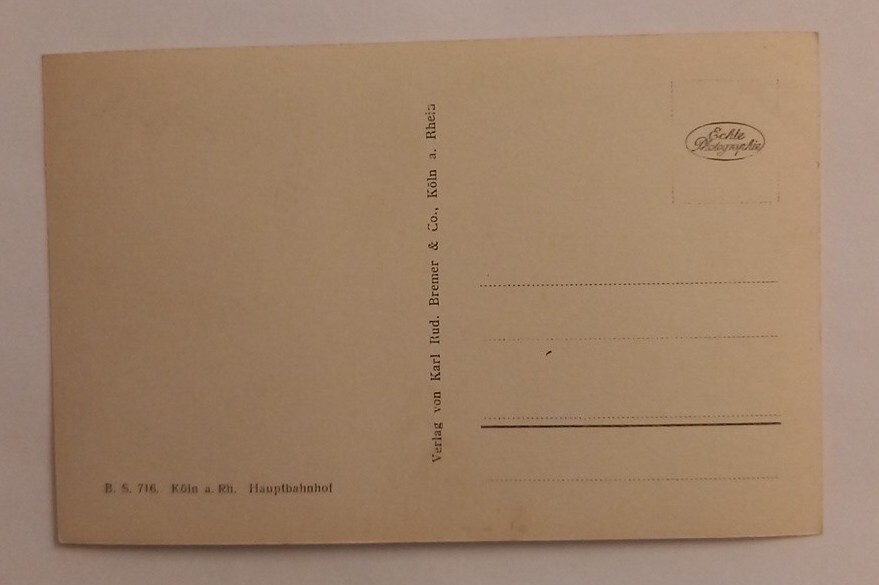 B. S. 716. Köln a. Rh. Hauptbahnhof
Verlag von Karl Rud. Bremer & Co., Köln a. Rhein
Echte
Photographie